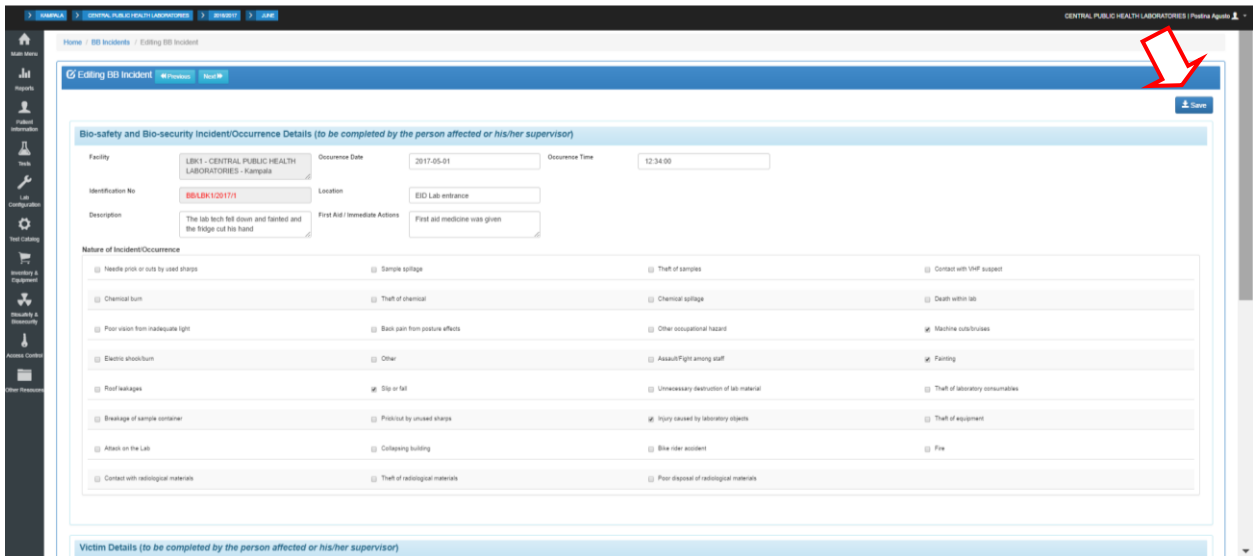 KAMPALA CENTRAL PUBLIC HEALTH LABORATORIES 2016/2017 JUNE CENTRAL PUBLIC HEALTH LABORATORIES | Postina Agusto
Main Menu
Reports
Patient
Information
Tests
Lab
Configuration
Test Catalog
Inventory &
Equipment
Biosafety &
Biosecurity
Access Control
Other Resources
Home / BB Incidents / Editing BB Incident
Editing BB Incident Previous Next
Save
Bio-safety and Bio-security Incident/Occurrence Details (to be completed by the person affected or his/her supervisor)
Facility LBK1 - CENTRAL PUBLIC HEALTH Occurence Date 2017-05-01 Occurence Time 12:34:00
LABORATORIES - Kampala
Identification No BB/LBK1/2017/1 Location EID Lab entrance
Description The lab tech fell down and fainted and First Aid / Immediate Actions First aid medicine was given
the fridge cut his hand
Nature of Incident/Occurrence
Needle prick or cuts by used sharps Sample spillage Theft of samples Contact with VHF suspect
Chemical burn Theft of chemical Chemical spillage Death within lab
Poor vision from inadequate light Back pain from posture effects Other occupational hazard Machine cuts/bruises
Electric shock/burn Other Assault/Fight among staff Fainting
Roof leakages Slip or fall Unnecessary destruction of lab material Theft of laboratory consumables
Breakage of sample container Prick/cut by unused sharps Injury caused by laboratory objects Theft of equipment
Attack on the Lab Collapsing building Bike rider accident Fire
Contact with radiological materials Theft of radiological materials Poor disposal of radiological materials
Victim Details (to be completed by the person affected or his/her supervisor)